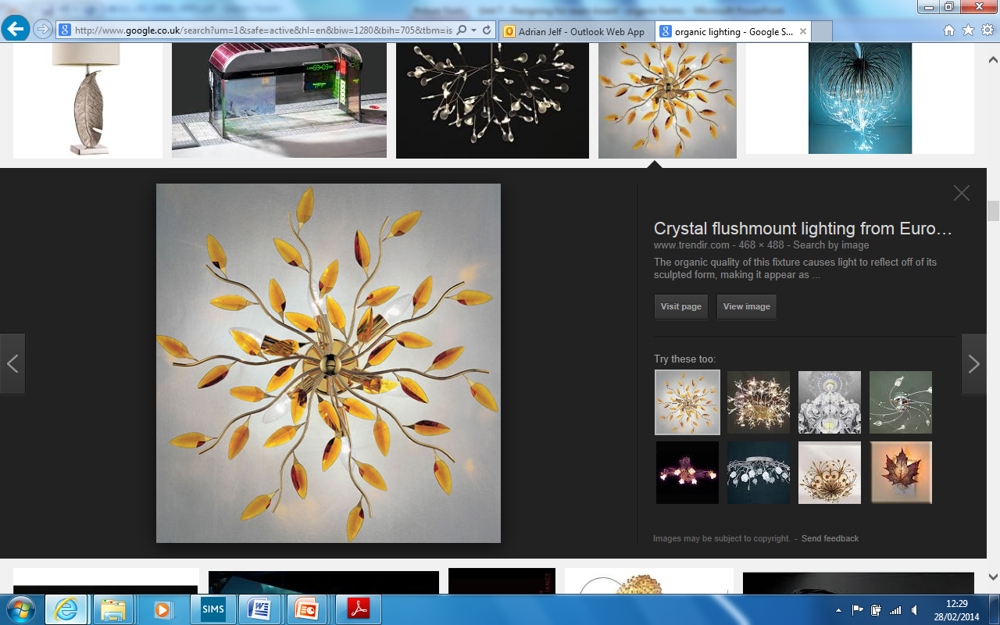 http://www.google.co.uk/search?um=1&safe=active&hl=en&biw=1280&bih=705&tbm=is
Adrian Jelf - Outlook Web App
organic lighting - Google S...
Crystal flushmount lighting from Euro...
www.trendir.com - 468 × 488 - Search by image
The organic quality of this fixture causes light to reflect off of its
sculpted form, making it appear as ...
Visit page
View image
Try these too:
Images may be subject to copyright. - Send feedback
SIMS
12:29
28/02/2014